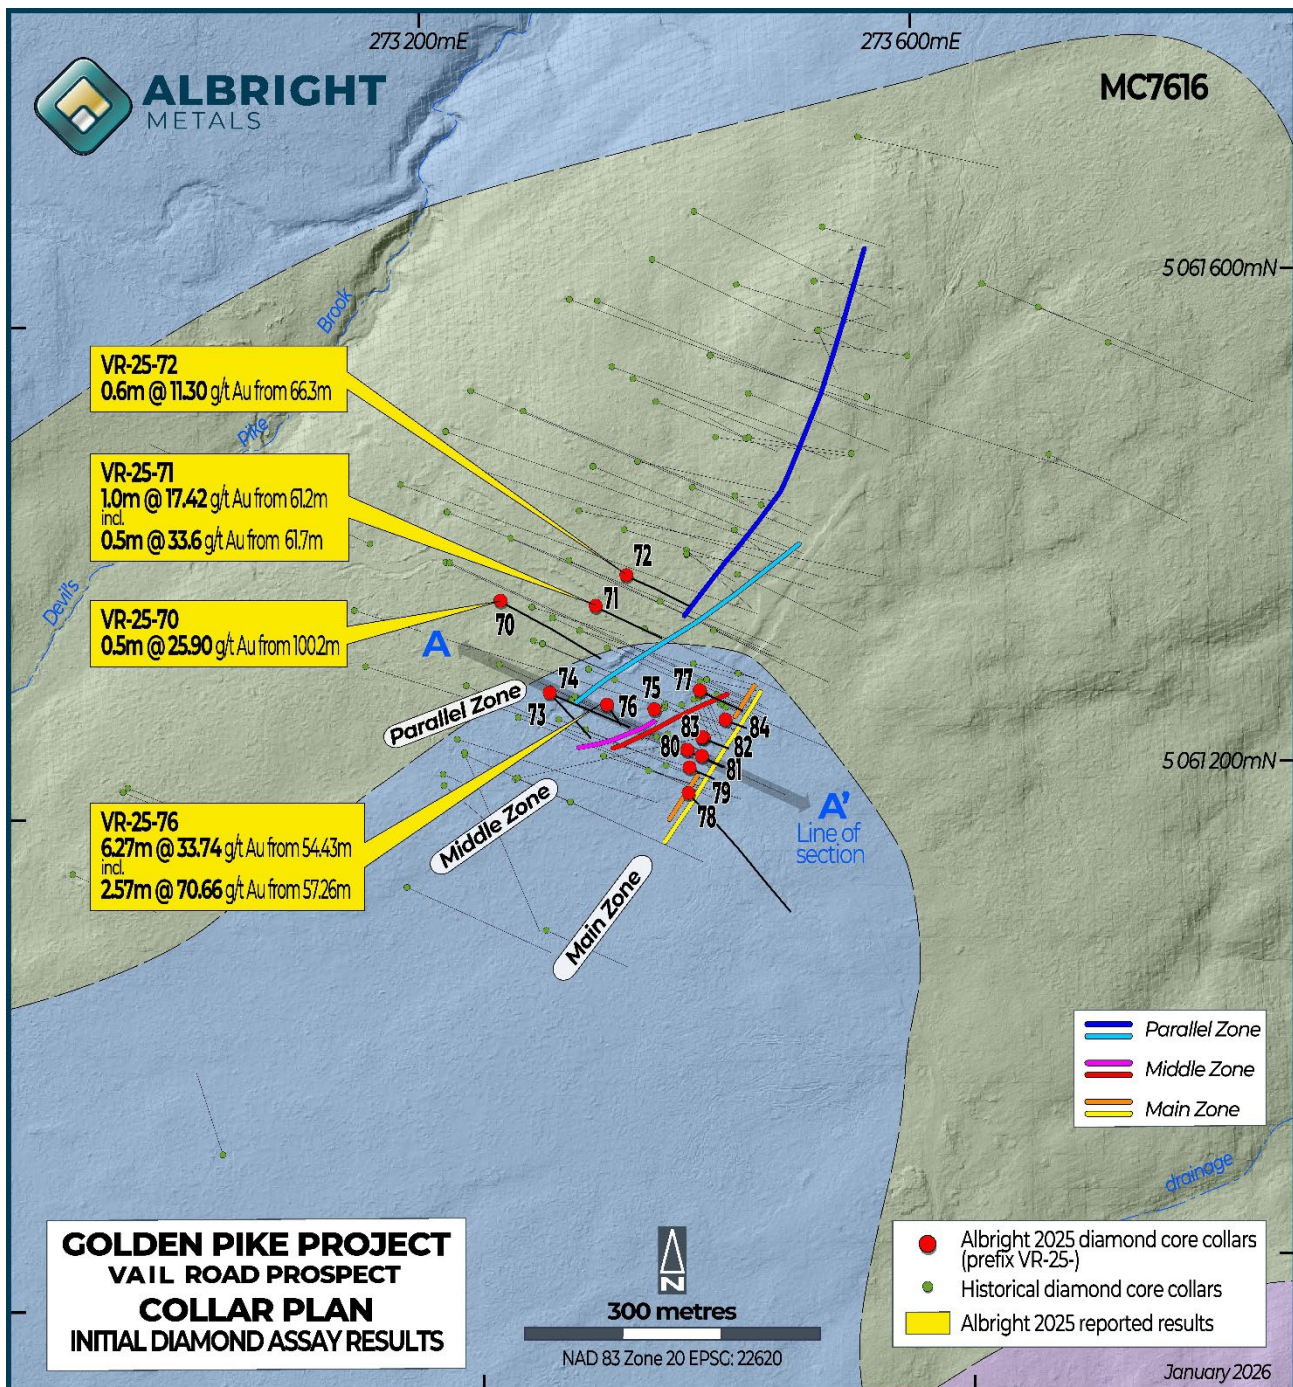 273 200mE
273 600mE
ALBRIGHT
METALS
MC7616
5 061 600mN
Brook
Pike
Devil's
VR-25-72
0.6m @ 11.30 g/t Au from 66.3m
VR-25-71
1.0m @ 17.42 g/t Au from 61.2m
incl.
0.5m @ 33.6 g/t Au from 61.7m
VR-25-70
0.5m @ 25.90 g/t Au from 100.2m
72
71
70
A
74
73
76
75
77
83
80
84
82
81
79
78
5 061 200mN
Parallel Zone
Middle Zone
Main Zone
A'
Line of
section
VR-25-76
6.27m @ 33.74 g/t Au from 54.43m
incl.
2.57m @ 70.66 g/t Au from 57.26m
Parallel Zone
Middle Zone
Main Zone
drainage
GOLDEN PIKE PROJECT
VAIL ROAD PROSPECT
COLLAR PLAN
INITIAL DIAMOND ASSAY RESULTS
N
300 metres
NAD 83 Zone 20 EPSG: 22620
Albright 2025 diamond core collars
(prefix VR-25-)
Historical diamond core collars
Albright 2025 reported results
January 2026